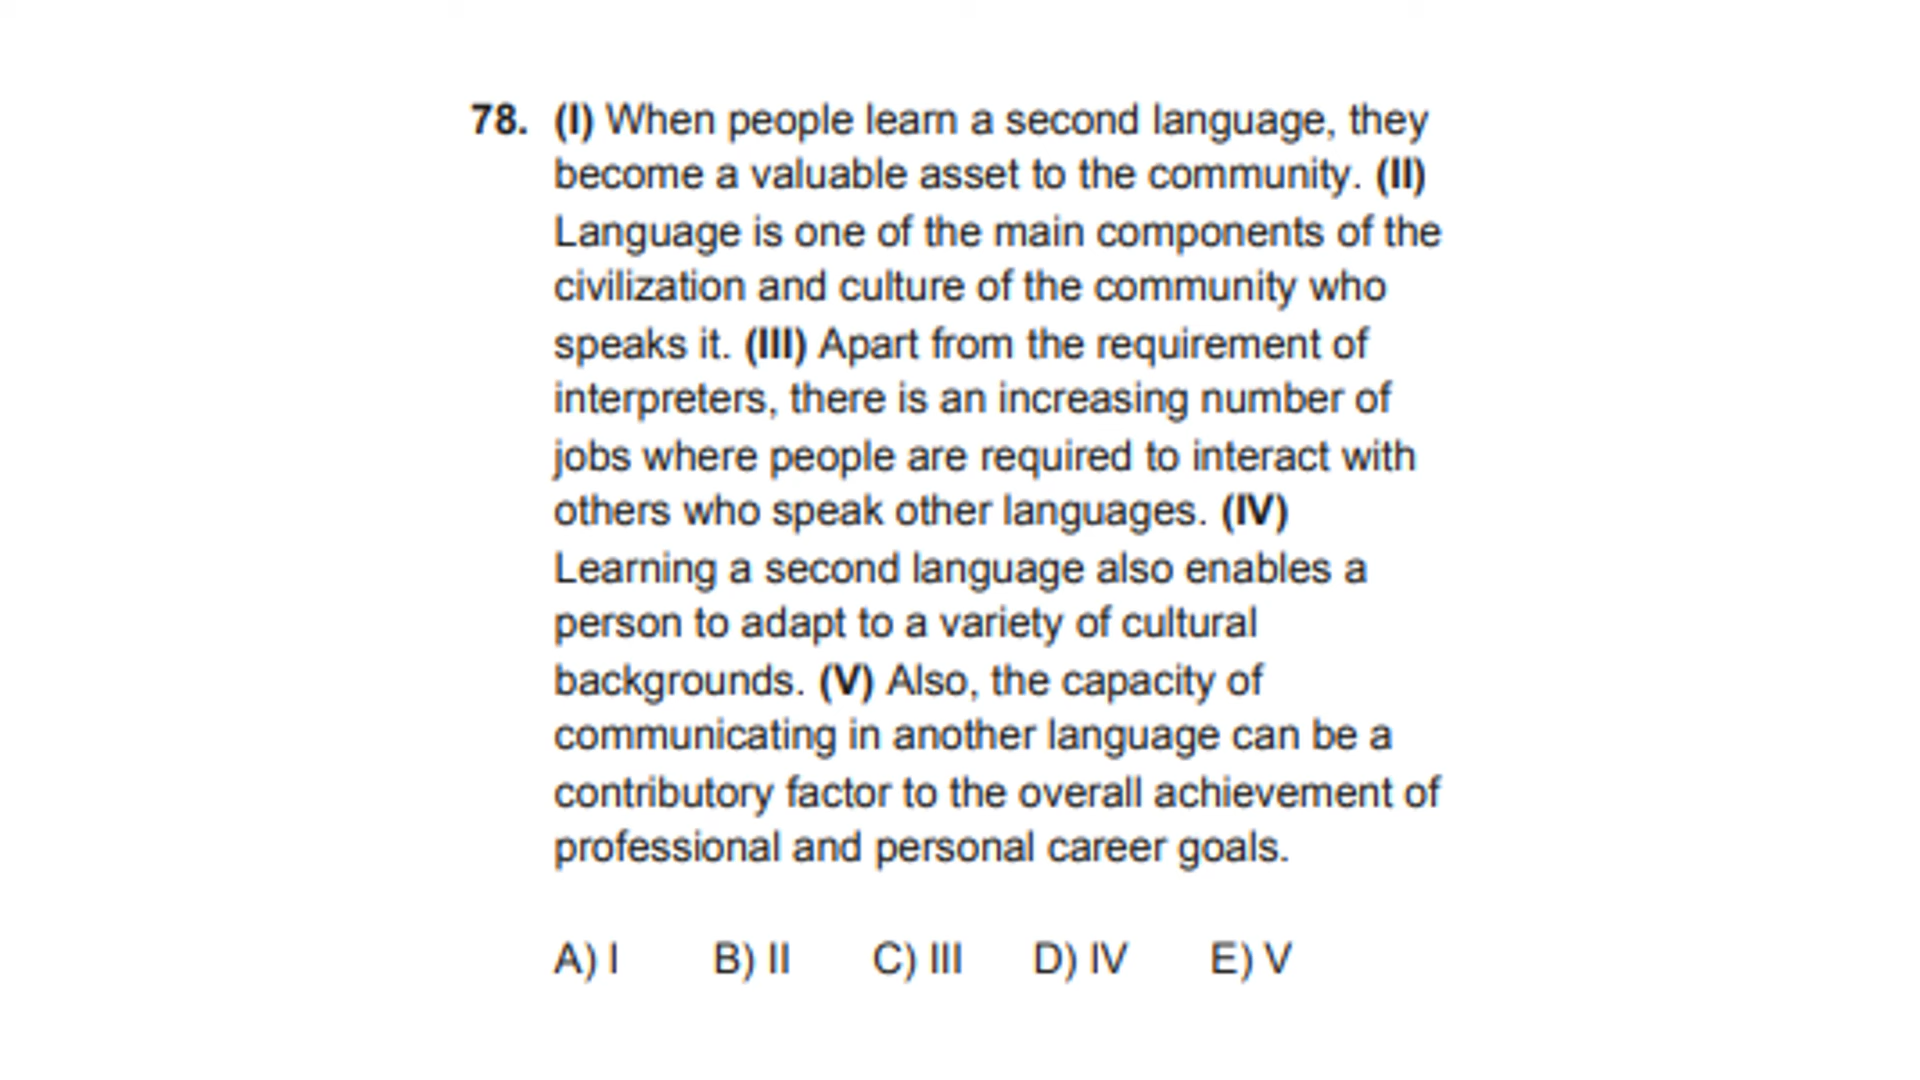 78. (I) When people learn a second language, they
become a valuable asset to the community. (II)
Language is one of the main components of the
civilization and culture of the community who
speaks it. (III) Apart from the requirement of
interpreters, there is an increasing number of
jobs where people are required to interact with
others who speak other languages. (IV)
Learning a second language also enables a
person to adapt to a variety of cultural
backgrounds. (V) Also, the capacity of
communicating in another language can be a
contributory factor to the overall achievement of
professional and personal career goals.
A) I B) II C) III D) IV E) V